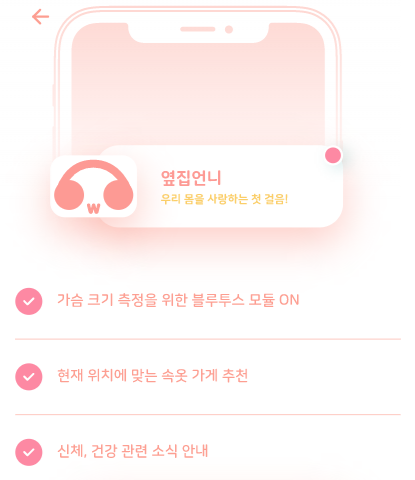 옆집언니
우리 몸을 사랑하는 첫 걸음!
W
가슴 크기 측정을 위한 블루투스 모듈 ON
현재 위치에 맞는 속옷 가게 추천
신체, 건강 관련 소식 안내